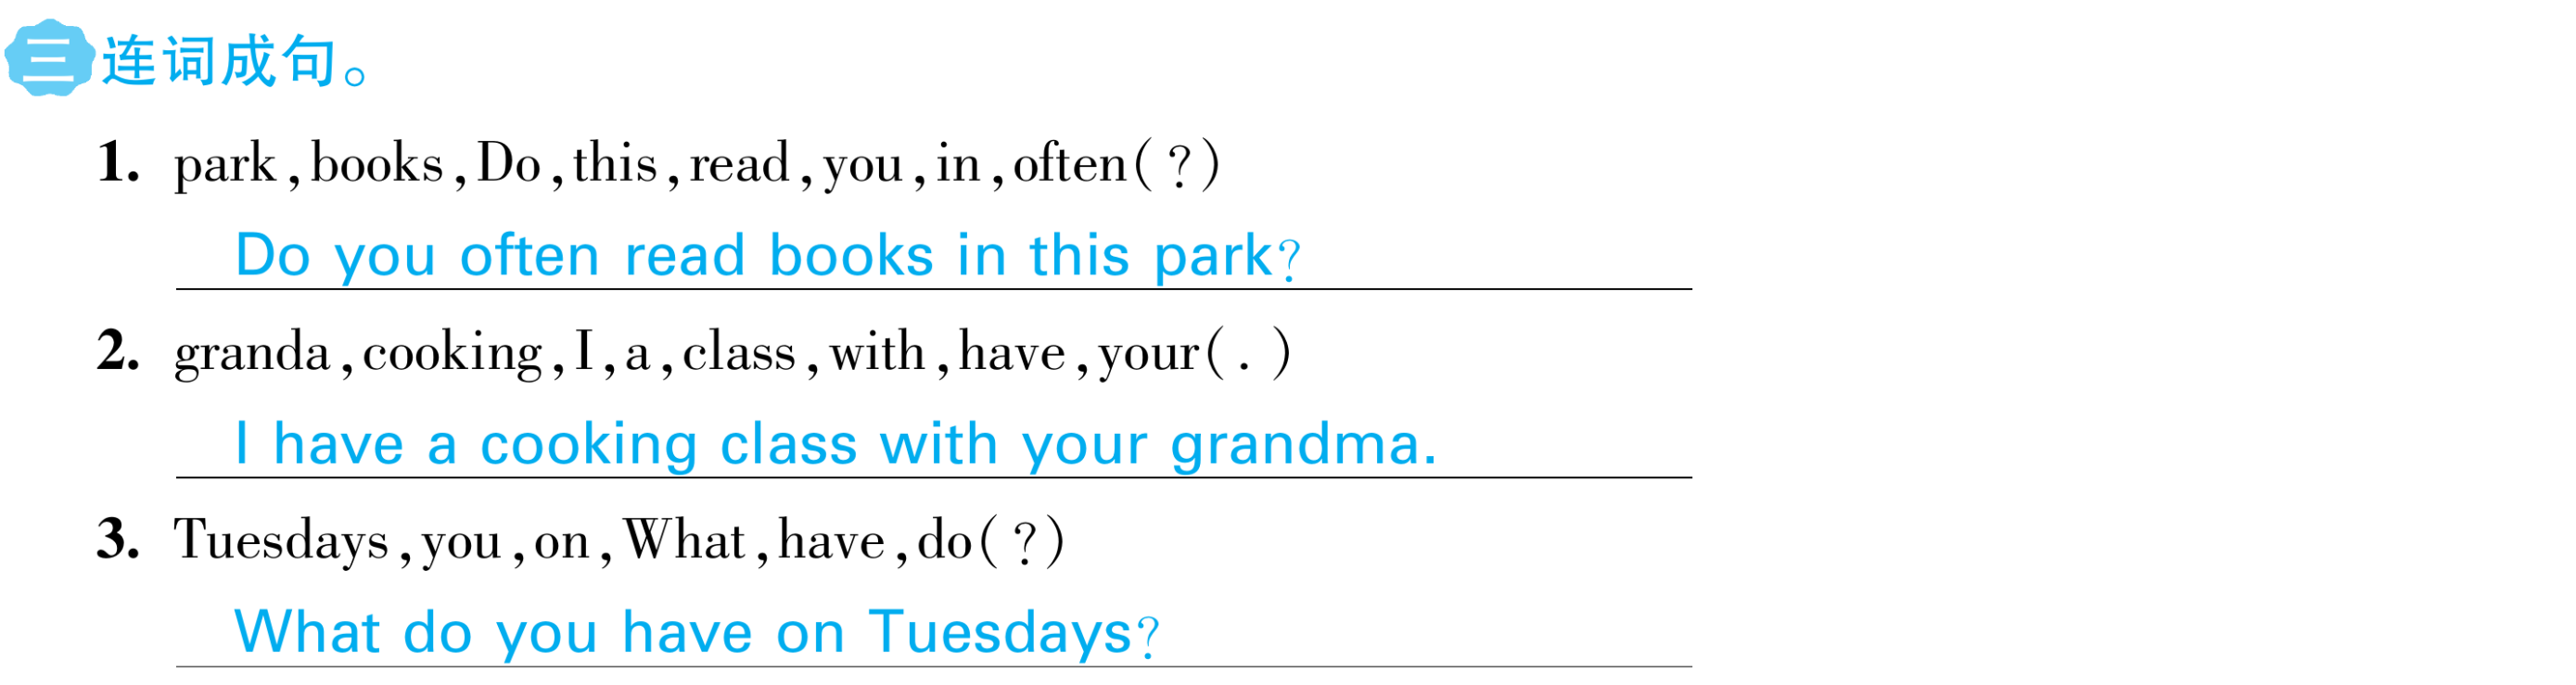 三 连词成句。
1. park,books,Do,this,read,you,in,often(?)
Do you often read books in this park?
2. granda,cooking,I,a,class,with,have,your(.)
I have a cooking class with your grandma.
3. Tuesdays,you,on,What,have,do(?)
What do you have on Tuesdays?